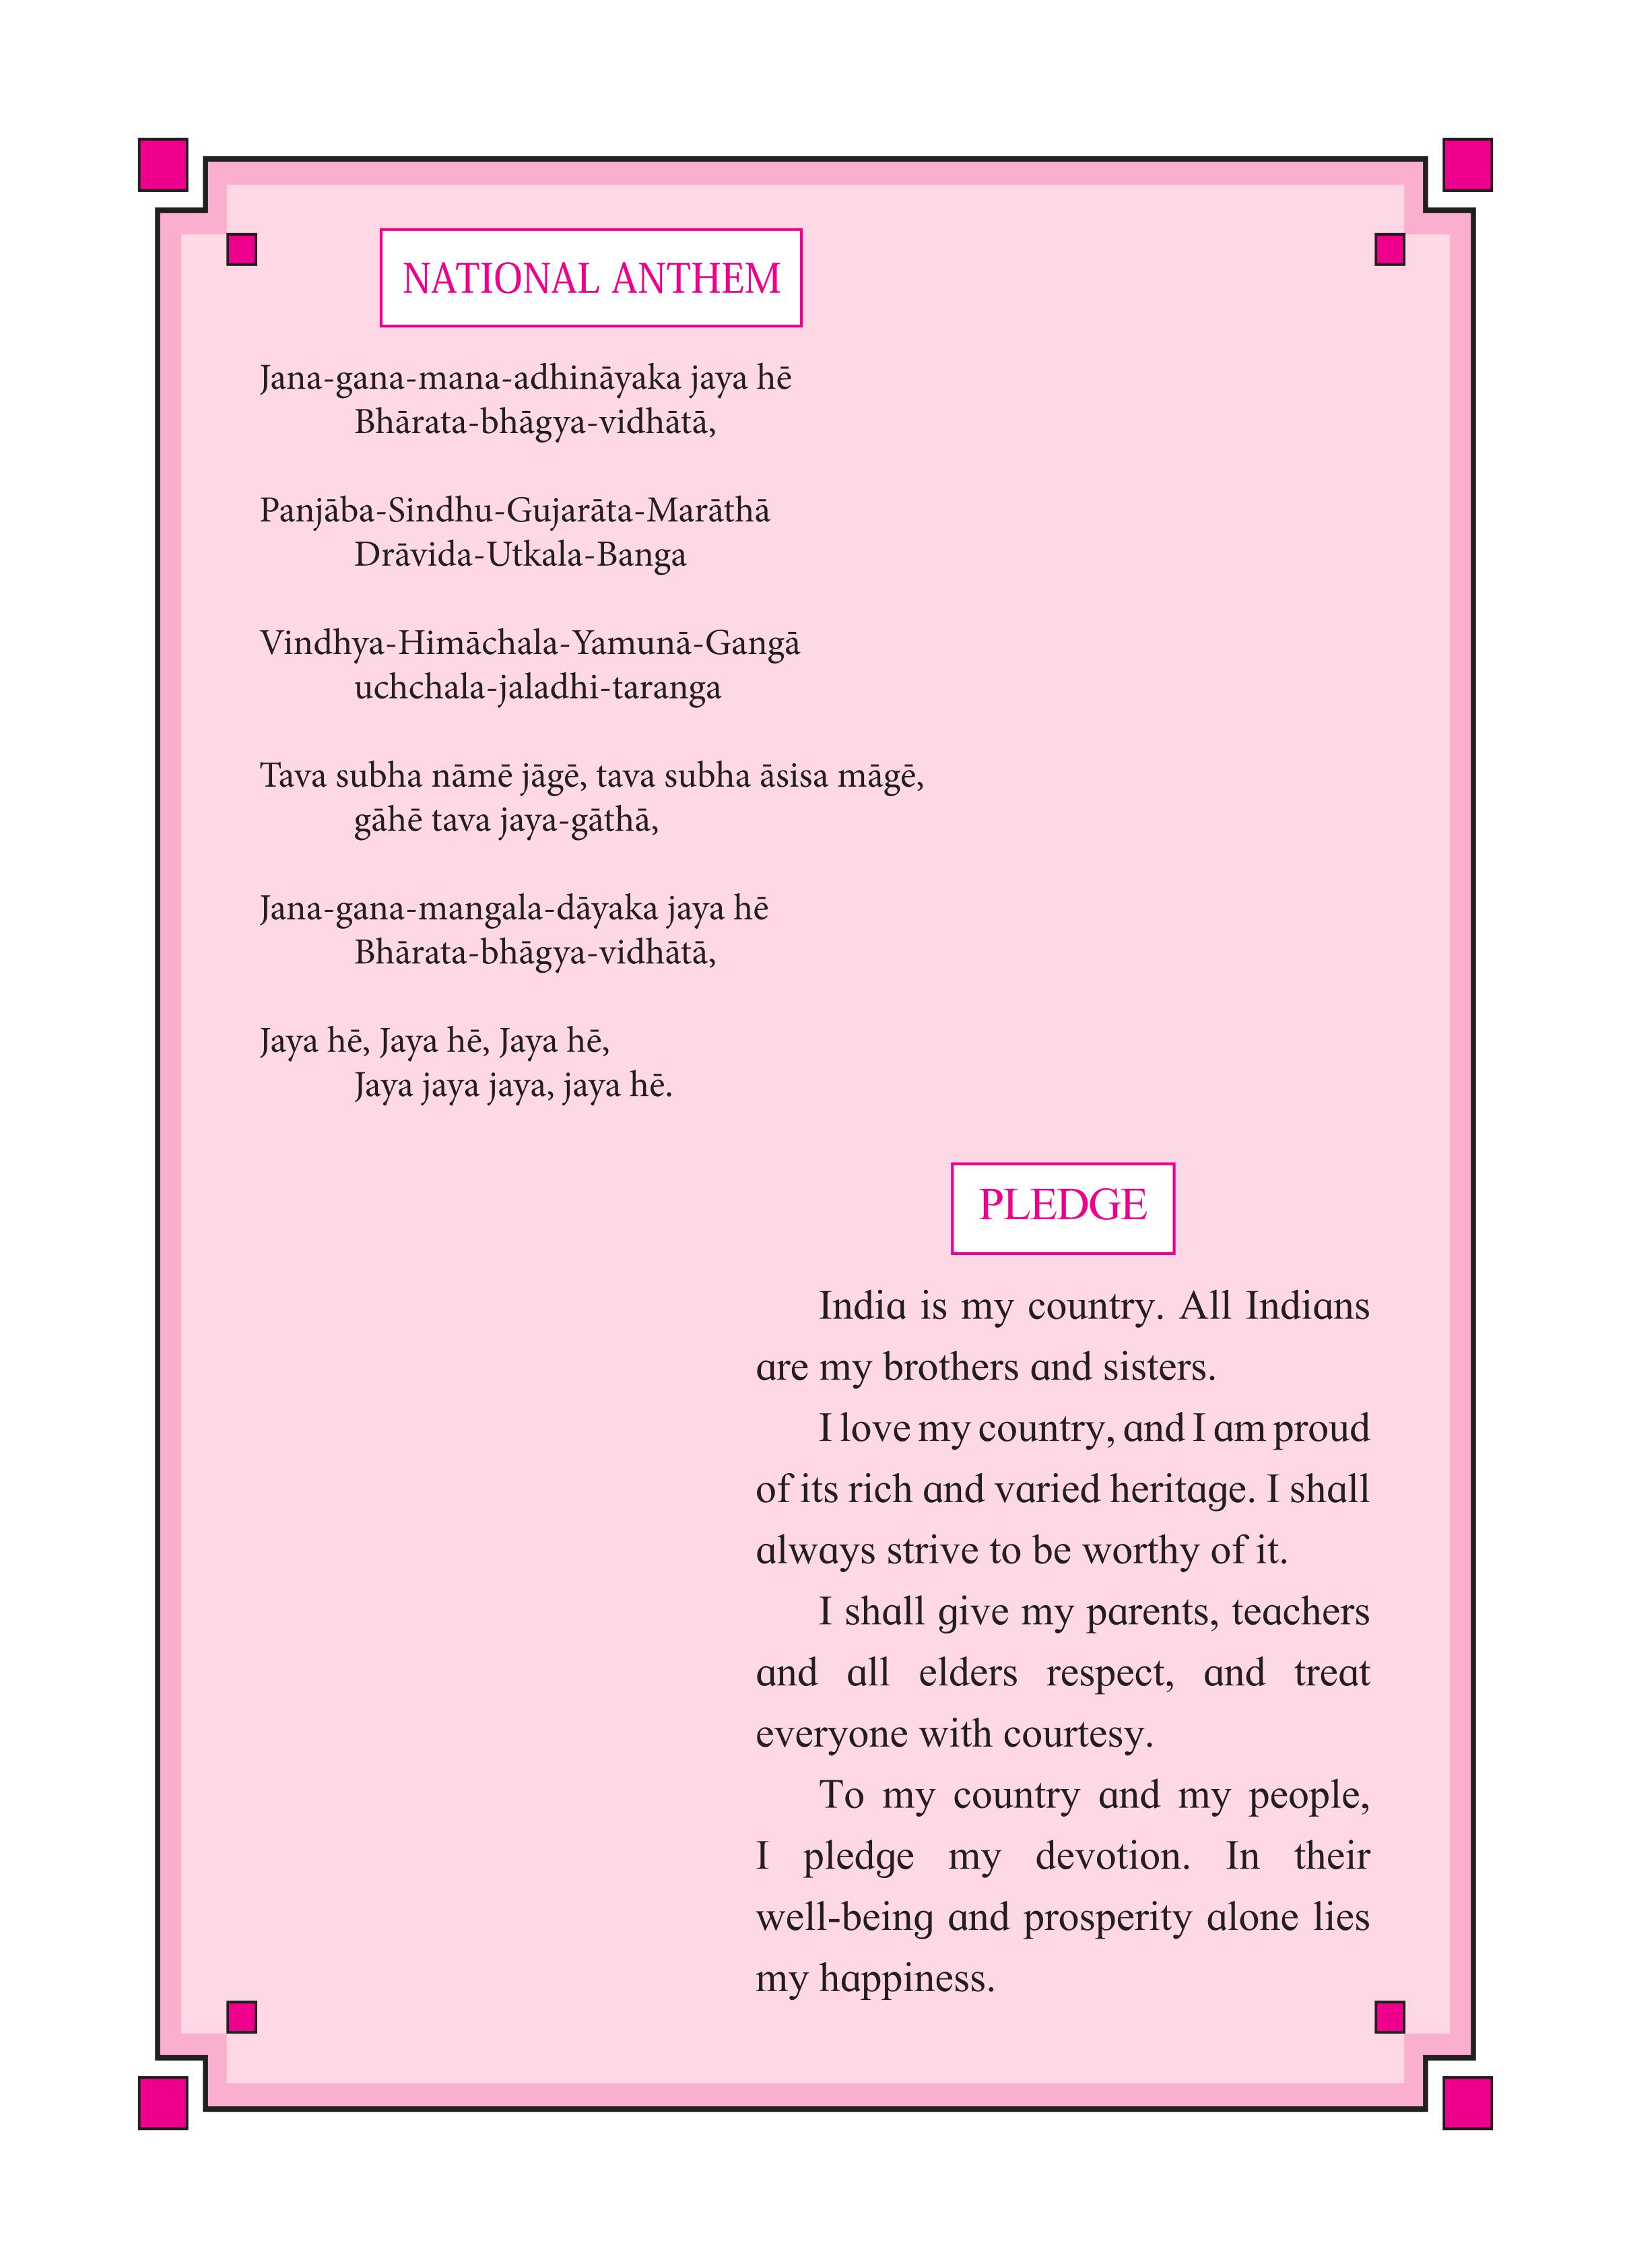 NATIONAL ANTHEM
Jana-gana-mana-adhināyaka jaya hē
Bhārata-bhāgya-vidhātā,
Panjāba-Sindhu-Gujarāta-Marāthā
Drāvida-Utkala-Banga
Vindhya-Himāchala-Yamunā-Gangā
uchchala-jaladhi-taranga
Tava subha nāmē jāgē, tava subha āsisa māgē,
gāhē tava jaya-gāthā,
Jana-gana-mangala-dāyaka jaya hē
Bhārata-bhāgya-vidhātā,
Jaya hē, Jaya hē, Jaya hē,
Jaya jaya jaya, jaya hē.
PLEDGE
India is my country. All Indians
are my brothers and sisters.
I love my country, and I am proud
of its rich and varied heritage. I shall
always strive to be worthy of it.
I shall give my parents, teachers
and all elders respect, and treat
everyone with courtesy.
To my country and my people,
I pledge my devotion. In their
well-being and prosperity alone lies
my happiness.